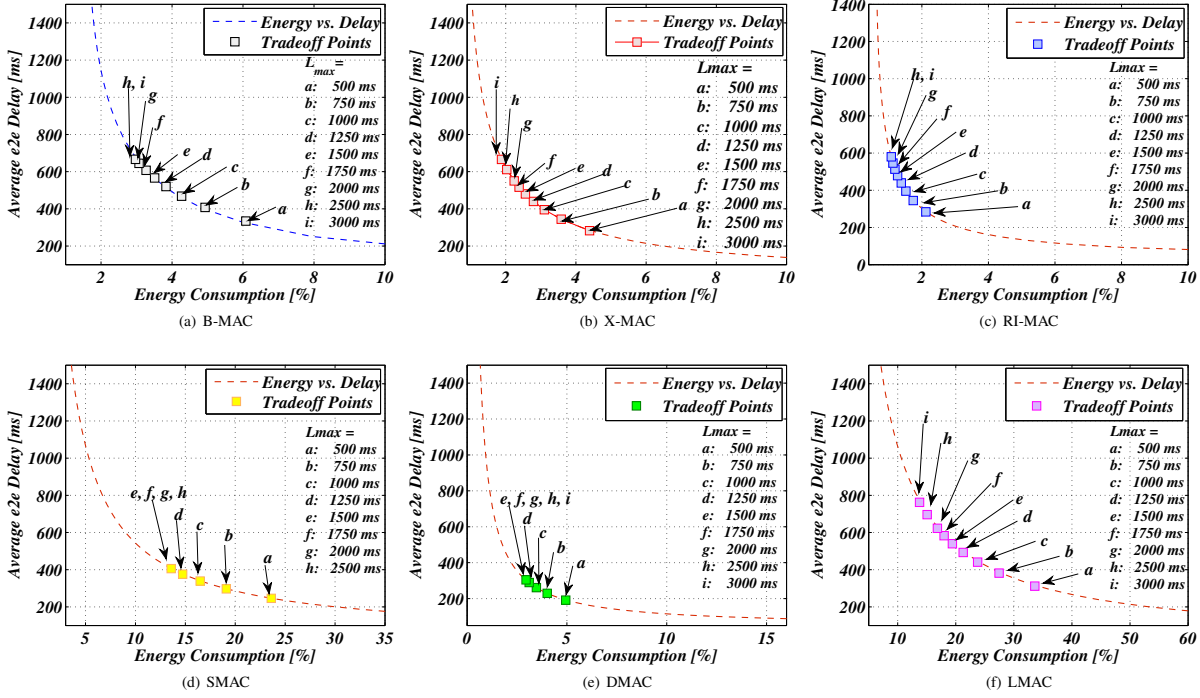 1400
1200
1000
800
600
400
200
Average e2e Delay [ms]
Energy vs. Delay
Tradeoff Points
L_max =
a: 500 ms
b: 750 ms
c: 1000 ms
d: 1250 ms
e: 1500 ms
f: 1750 ms
g: 2000 ms
h: 2500 ms
i: 3000 ms
h, i
g
f
e
d
c
b
a
2 4 6 8 10
Energy Consumption [%]
(a) B-MAC
1400
1200
1000
800
600
400
200
Average e2e Delay [ms]
Energy vs. Delay
Tradeoff Points
Lmax =
a: 500 ms
b: 750 ms
c: 1000 ms
d: 1250 ms
e: 1500 ms
f: 1750 ms
g: 2000 ms
h: 2500 ms
i: 3000 ms
i
h
g
f
e
d
c
b
a
2 4 6 8 10
Energy Consumption [%]
(b) X-MAC
1400
1200
1000
800
600
400
200
0
Average e2e Delay [ms]
Energy vs. Delay
Tradeoff Points
Lmax =
a: 500 ms
b: 750 ms
c: 1000 ms
d: 1250 ms
e: 1500 ms
f: 1750 ms
g: 2000 ms
h: 2500 ms
i: 3000 ms
h, i
g
f
e
d
c
b
a
2 4 6 8 10
Energy Consumption [%]
(c) RI-MAC
1400
1200
1000
800
600
400
200
Average e2e Delay [ms]
Energy vs. Delay
Tradeoff Points
Lmax =
a: 500 ms
b: 750 ms
c: 1000 ms
d: 1250 ms
e: 1500 ms
f: 1750 ms
g: 2000 ms
h: 2500 ms
e, f, g, h
d
c
b
a
5 10 15 20 25 30 35
Energy Consumption [%]
(d) SMAC
1400
1200
1000
800
600
400
200
Average e2e Delay [ms]
Energy vs. Delay
Tradeoff Points
Lmax =
a: 500 ms
b: 750 ms
c: 1000 ms
d: 1250 ms
e: 1500 ms
f: 1750 ms
g: 2000 ms
h: 2500 ms
i: 3000 ms
e, f, g, h, i
d
c
b
a
0 5 10 15
Energy Consumption [%]
(e) DMAC
1400
1200
1000
800
600
400
200
Average e2e Delay [ms]
Energy vs. Delay
Tradeoff Points
Lmax =
a: 500 ms
b: 750 ms
c: 1000 ms
d: 1250 ms
e: 1500 ms
f: 1750 ms
g: 2000 ms
h: 2500 ms
i: 3000 ms
i
h
g
f
e
d
c
b
a
10 20 30 40 50 60
Energy Consumption [%]
(f) LMAC